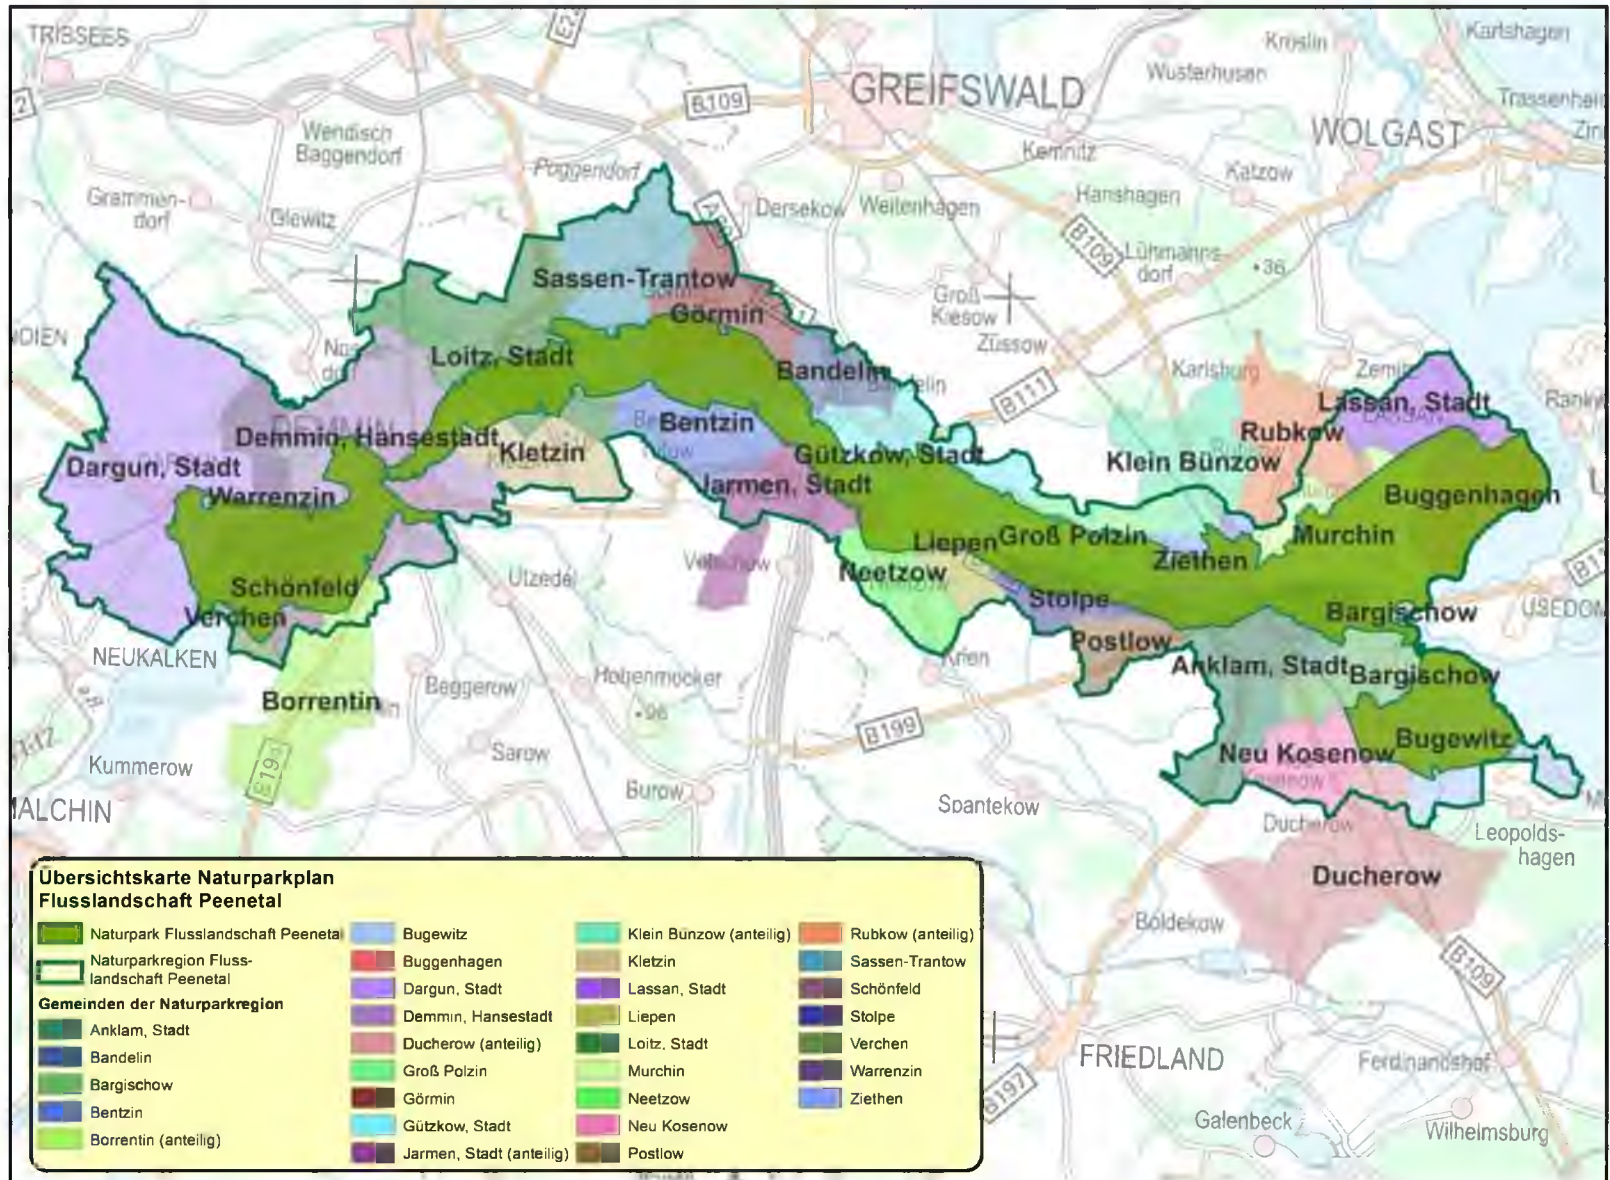 TRIBSEES
Kröslin
Karlshagen
Wusterhusen
B109
GREIFSWALD
Trassenhei
Wendisch
Baggendorf
WOLGAST
Zin
Kemnitz
Poggendorf
Katzow
Grammen-
dorf
Glewitz
Dersekow
Weitenhagen
Hanshagen
B109
Lühmanns-
dorf
36
Sassen-Trantow
Groß
Kiesow
Görmin
Züssow
Loitz, Stadt
Bandelin
Karlsburg
B111
Lassan, Stadt
Bentzin
Rubkow
Demmin, Hansestadt
Kletzin
Gützkow, Stadt
Klein Bünzow
Dargun, Stadt
Jarmen, Stadt
Warrenzin
Buggenhagen
Liepen
Groß Polzin
Murchin
Ziethen
Neetzow
Utzedel
Schönfeld
Stolpe
Verchen
Bargischow
USEDOM
Postlow
NEUKALKEN
Krien
Anklam, Stadt
Bargischow
Beggerow
Hohenmocker
Borrentin
96
B199
Bugewitz
Sarow
Neu Kosenow
Kummerow
Burow
MALCHIN
Spantekow
Ducherow
Leopolds-
hagen
Ducherow
Boldekow
B109
FRIEDLAND
Ferdinandshof
B197
Galenbeck
Wilhelmsburg
Übersichtskarte Naturparkplan
Flusslandschaft Peenetal
Naturpark Flusslandschaft Peenetal
Naturparkregion Fluss-
landschaft Peenetal
Gemeinden der Naturparkregion
Anklam, Stadt
Bandelin
Bargischow
Bentzin
Borrentin (anteilig)
Bugewitz
Buggenhagen
Dargun, Stadt
Demmin, Hansestadt
Ducherow (anteilig)
Groß Polzin
Görmin
Gützkow, Stadt
Jarmen, Stadt (anteilig)
Klein Bünzow (anteilig)
Kletzin
Lassan, Stadt
Liepen
Loitz, Stadt
Murchin
Neetzow
Neu Kosenow
Postlow
Rubkow (anteilig)
Sassen-Trantow
Schönfeld
Stolpe
Verchen
Warrenzin
Ziethen